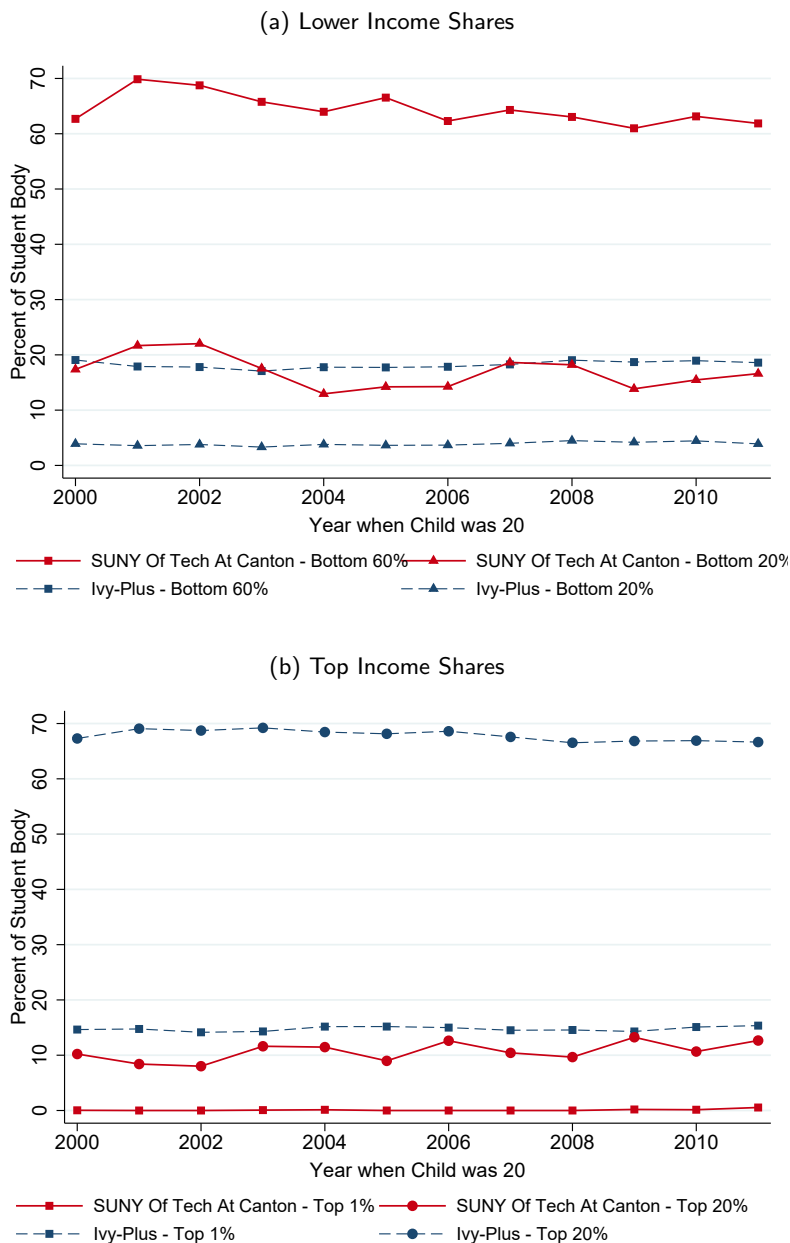 (a) Lower Income Shares
Percent of Student Body
70
60
50
40
30
20
10
0
2000 2002 2004 2006 2008 2010
Year when Child was 20
SUNY Of Tech At Canton - Bottom 60% SUNY Of Tech At Canton - Bottom 20%
Ivy-Plus - Bottom 60% Ivy-Plus - Bottom 20%
(b) Top Income Shares
Percent of Student Body
70
60
50
40
30
20
10
0
2000 2002 2004 2006 2008 2010
Year when Child was 20
SUNY Of Tech At Canton - Top 1% SUNY Of Tech At Canton - Top 20%
Ivy-Plus - Top 1% Ivy-Plus - Top 20%